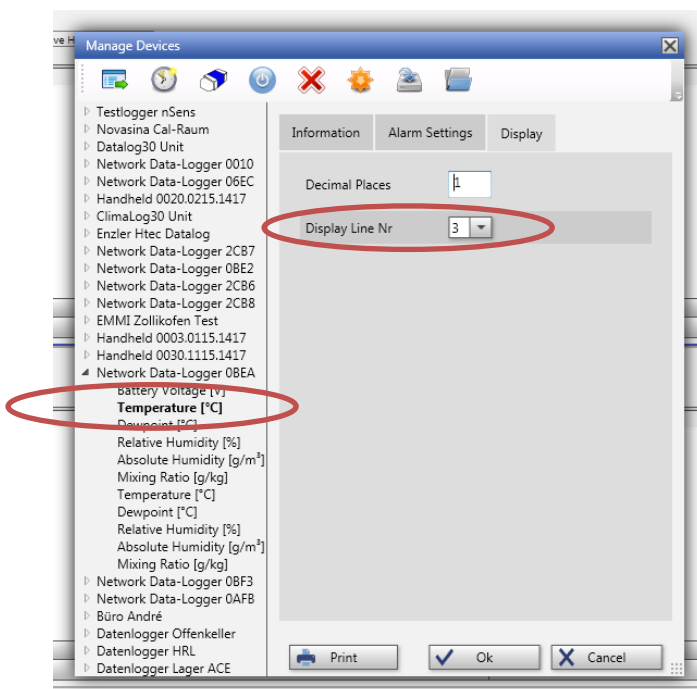 ve H
Manage Devices
Testlogger nSens
Novasina Cal-Raum
Datalog30 Unit
Network Data-Logger 0010
Network Data-Logger 06EC
Handheld 0020.0215.1417
ClimaLog30 Unit
Enzler Htec Datalog
Network Data-Logger 2CB7
Network Data-Logger 0BE2
Network Data-Logger 2CB6
Network Data-Logger 2CB8
EMMI Zollikofen Test
Handheld 0003.0115.1417
Handheld 0030.1115.1417
Network Data-Logger 0BEA
Battery Voltage [V]
Temperature [°C]
Dewpoint [°C]
Relative Humidity [%]
Absolute Humidity [g/m³]
Mixing Ratio [g/kg]
Temperature [°C]
Dewpoint [°C]
Relative Humidity [%]
Absolute Humidity [g/m³]
Mixing Ratio [g/kg]
Network Data-Logger 0BF3
Network Data-Logger 0AFB
Büro André
Datenlogger Offenkeller
Datenlogger HRL
Datenlogger Lager ACE
Information Alarm Settings Display
Decimal Places 1
Display Line Nr 3
Print Ok Cancel